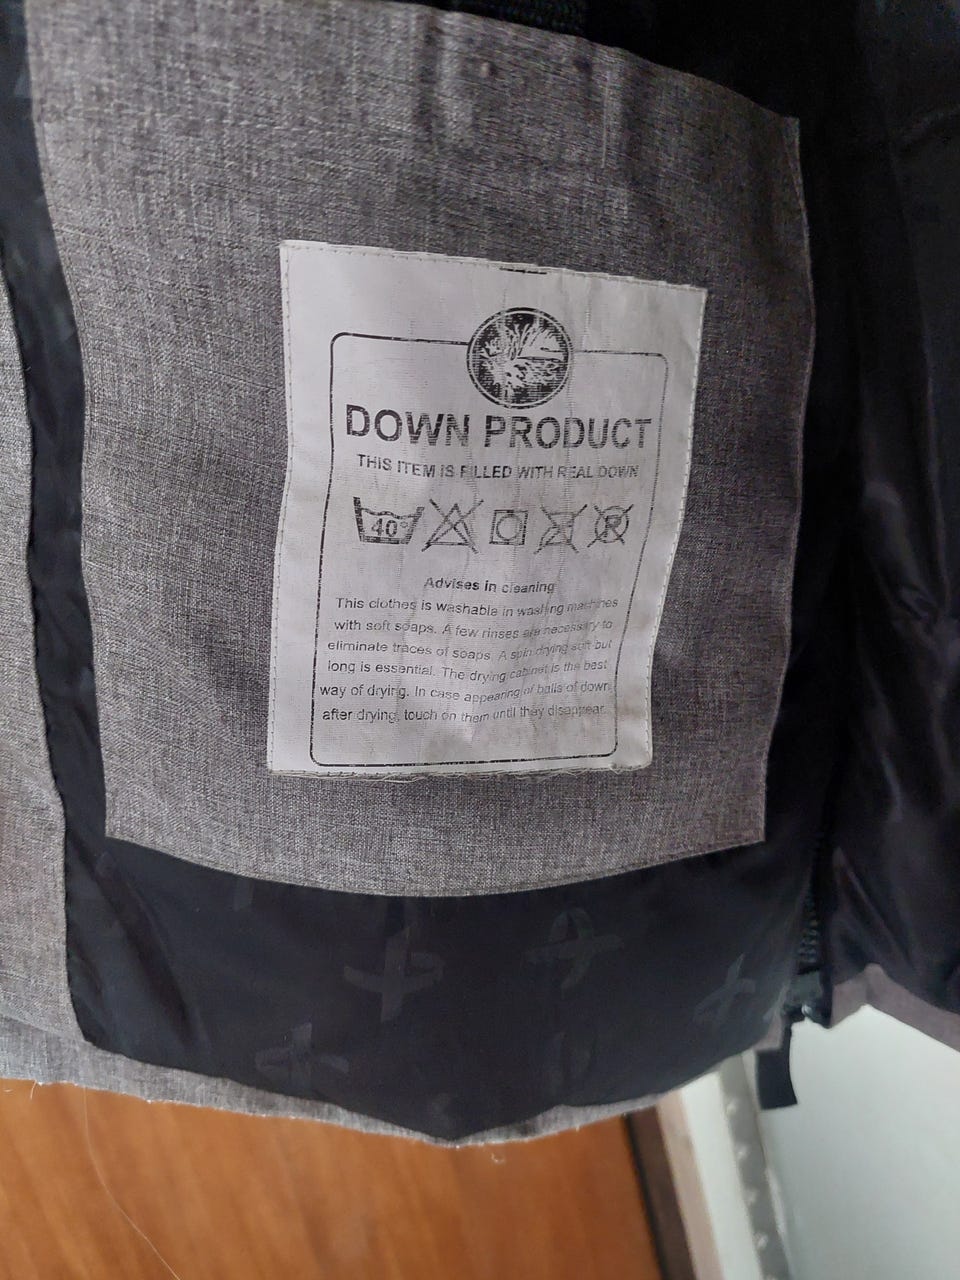 DOWN PRODUCT
THIS ITEM IS FILLED WITH REAL DOWN
40°
R
Advises in cleaning
This clothes is washable in washing machines
with soft soaps. A few rinses are necessary to
eliminate traces of soaps. A spin drying soft but
long is essential. The drying cabinet is the best
way of drying. In case appearing of balls of down
after drying, touch on them until they disappear.